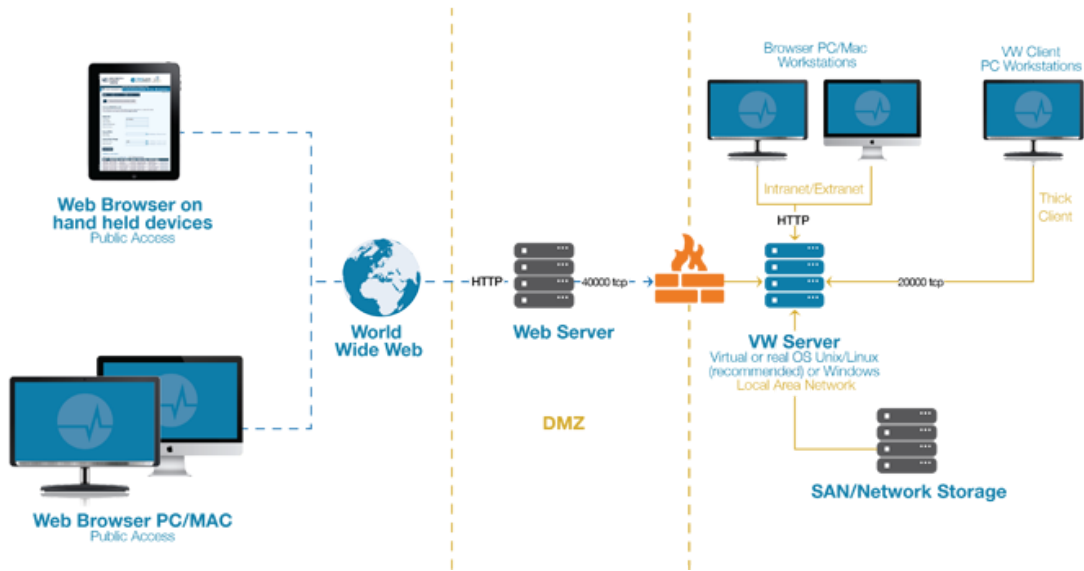 Web Browser on
hand held devices
Public Access
Web Browser PC/MAC
Public Access
World
Wide Web
HTTP
Web Server
40000 tcp
DMZ
Browser PC/Mac
Workstations
VW Client
PC Workstations
Intranet/Extranet
HTTP
Thick
Client
20000 tcp
VW Server
Virtual or real OS Unix/Linux
(recommended) or Windows
Local Area Network
SAN/Network Storage